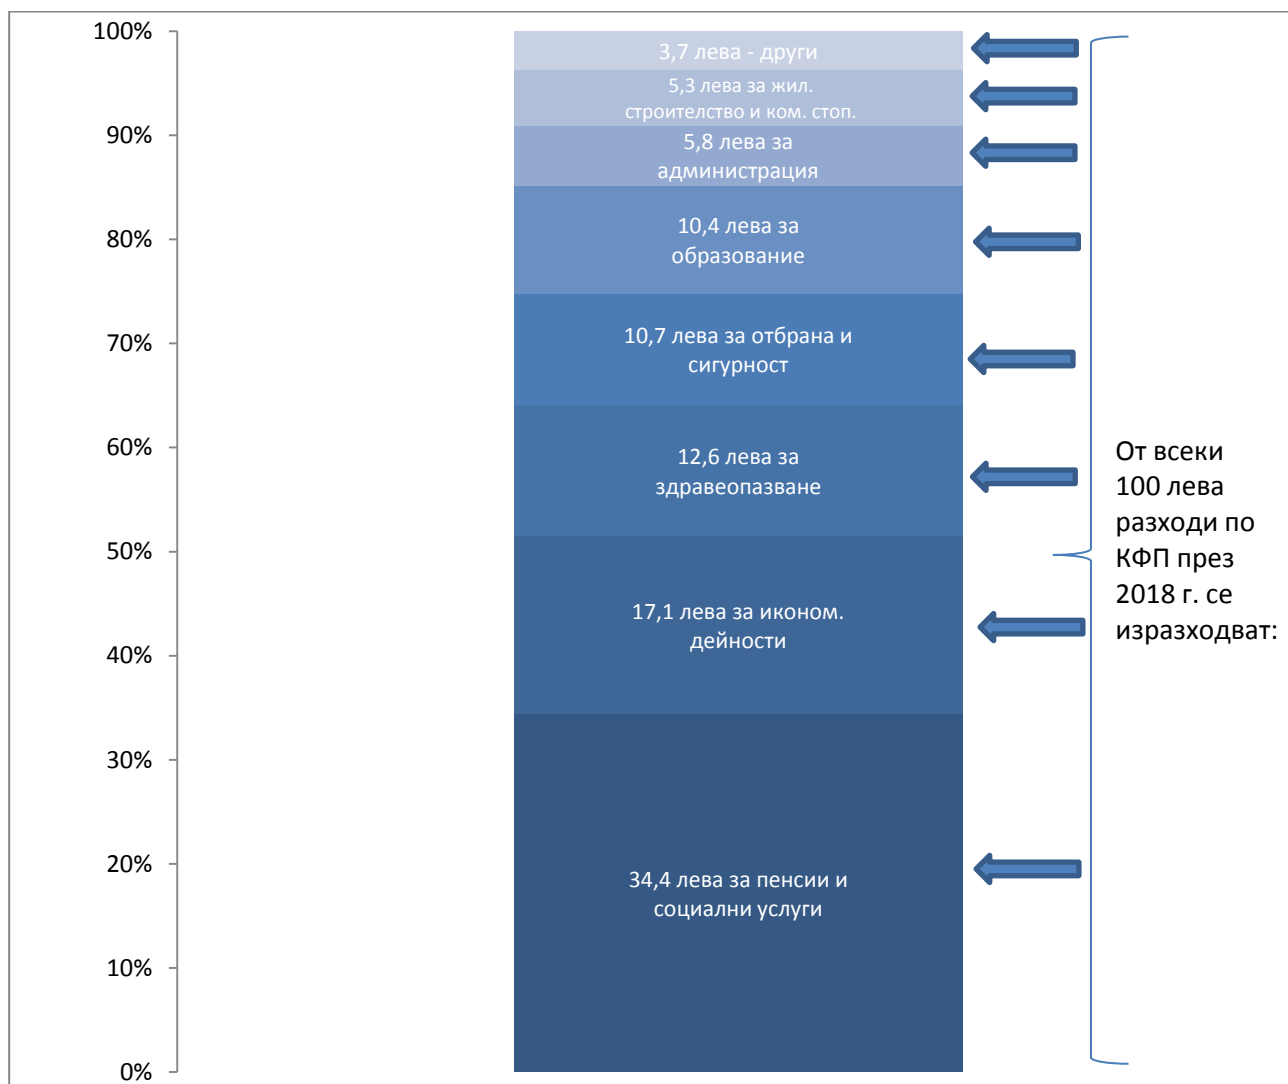 100%
90%
80%
70%
60%
50%
40%
30%
20%
10%
0%
3,7 лева - други
5,3 лева за жил.
строителство и ком. стоп.
5,8 лева за
администрация
10,4 лева за
образование
10,7 лева за отбрана и
сигурност
12,6 лева за
здравеопазване
17,1 лева за иконом.
дейности
34,4 лева за пенсии и
социални услуги
От всеки
100 лева
разходи по
КФП през
2018 г. се
изразходват: